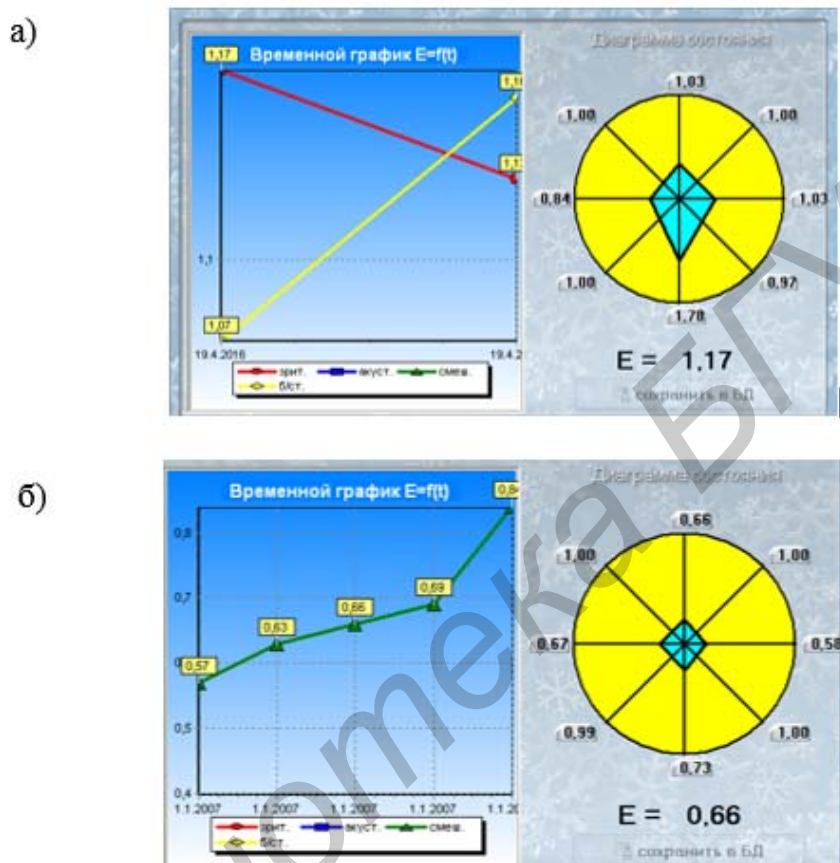 а)
Временной график E=f(t)
1,17
1,1
1,07
19.4.2016
зрит. акуст. смеш.
б/ст.
Диаграмма состояния
1,03
1,00 1,00
0,84 1,03
1,00 0,97
1,78
E = 1,17
сохранить в БД
б)
Временной график E=f(t)
0,84
0,8
0,7
0,69
0,66
0,63
0,57
0,5
0,4
1.1.2007 1.1.2007 1.1.2007 1.1.2007
зрит. акуст. смеш.
б/ст.
Диаграмма состояния
0,66
1,00 1,00
0,67 0,58
0,99 1,00
0,73
E = 0,66
сохранить в БД